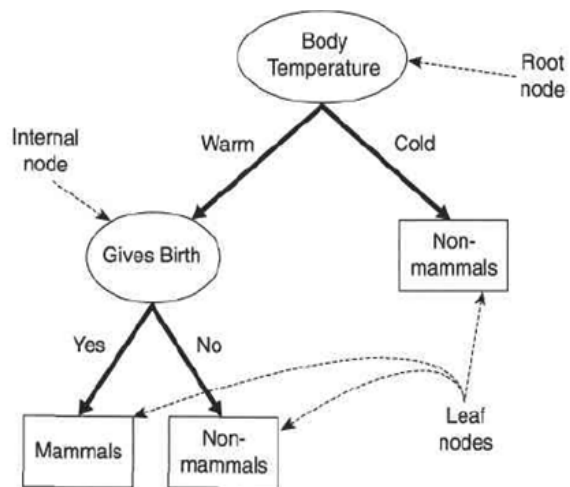 Body
Temperature
Root
node
Internal
node
Warm
Cold
Gives Birth
Non-
mammals
Yes
No
Mammals
Non-
mammals
Leaf
nodes